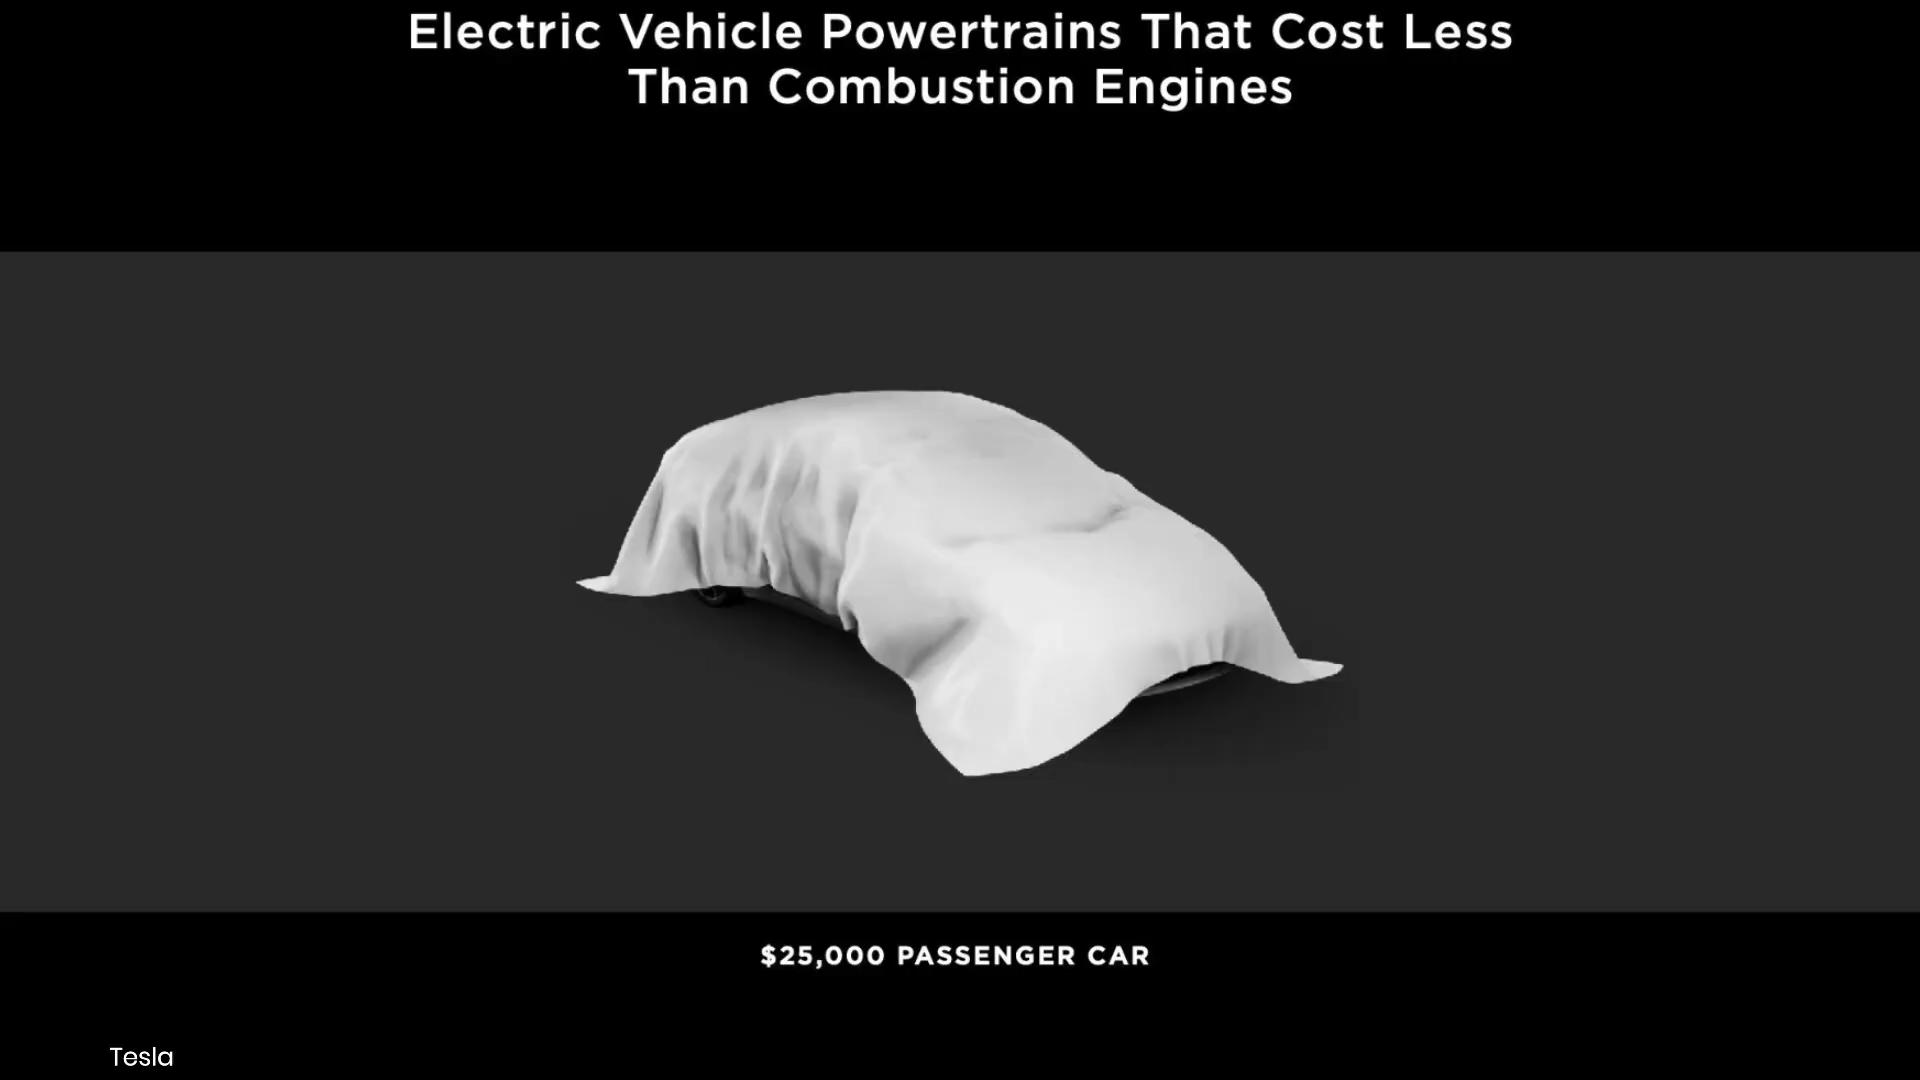 Electric Vehicle Powertrains That Cost Less
Than Combustion Engines
$25,000 PASSENGER CAR
Tesla